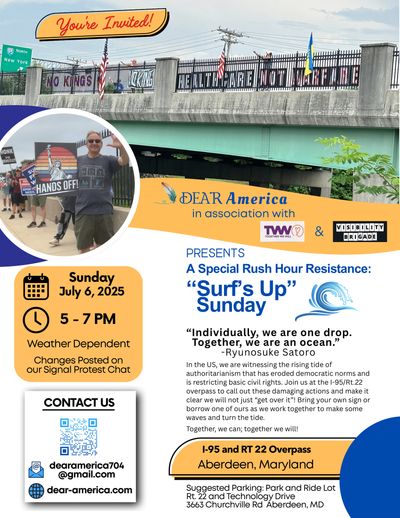 You're Invited!
New York
NO KINGS
HEALTHCARE NOT WARFARE
HANDS OFF!
DEAR America
in association with
TWW
TOGETHER WE WILL
&
VISIBILITY
BRIGADE
PRESENTS
A Special Rush Hour Resistance:
“Surf’s Up”
Sunday
Sunday
July 6, 2025
5 - 7 PM
Weather Dependent
Changes Posted on
our Signal Protest Chat
“Individually, we are one drop.
Together, we are an ocean.”
-Ryunosuke Satoro
In the US, we are witnessing the rising tide of
authoritarianism that has eroded democratic norms and
is restricting basic civil rights. Join us at the I-95/Rt.22
overpass to call out these damaging actions and make it
clear we will not just “get over it”! Bring your own sign or
borrow one of ours as we work together to make some
waves and turn the tide.
Together, we can; together we will!
CONTACT US
dearamerica704
@gmail.com
dear-america.com
I-95 and RT 22 Overpass
Aberdeen, Maryland
Suggested Parking: Park and Ride Lot
Rt. 22 and Technology Drive
3663 Churchville Rd Aberdeen, MD